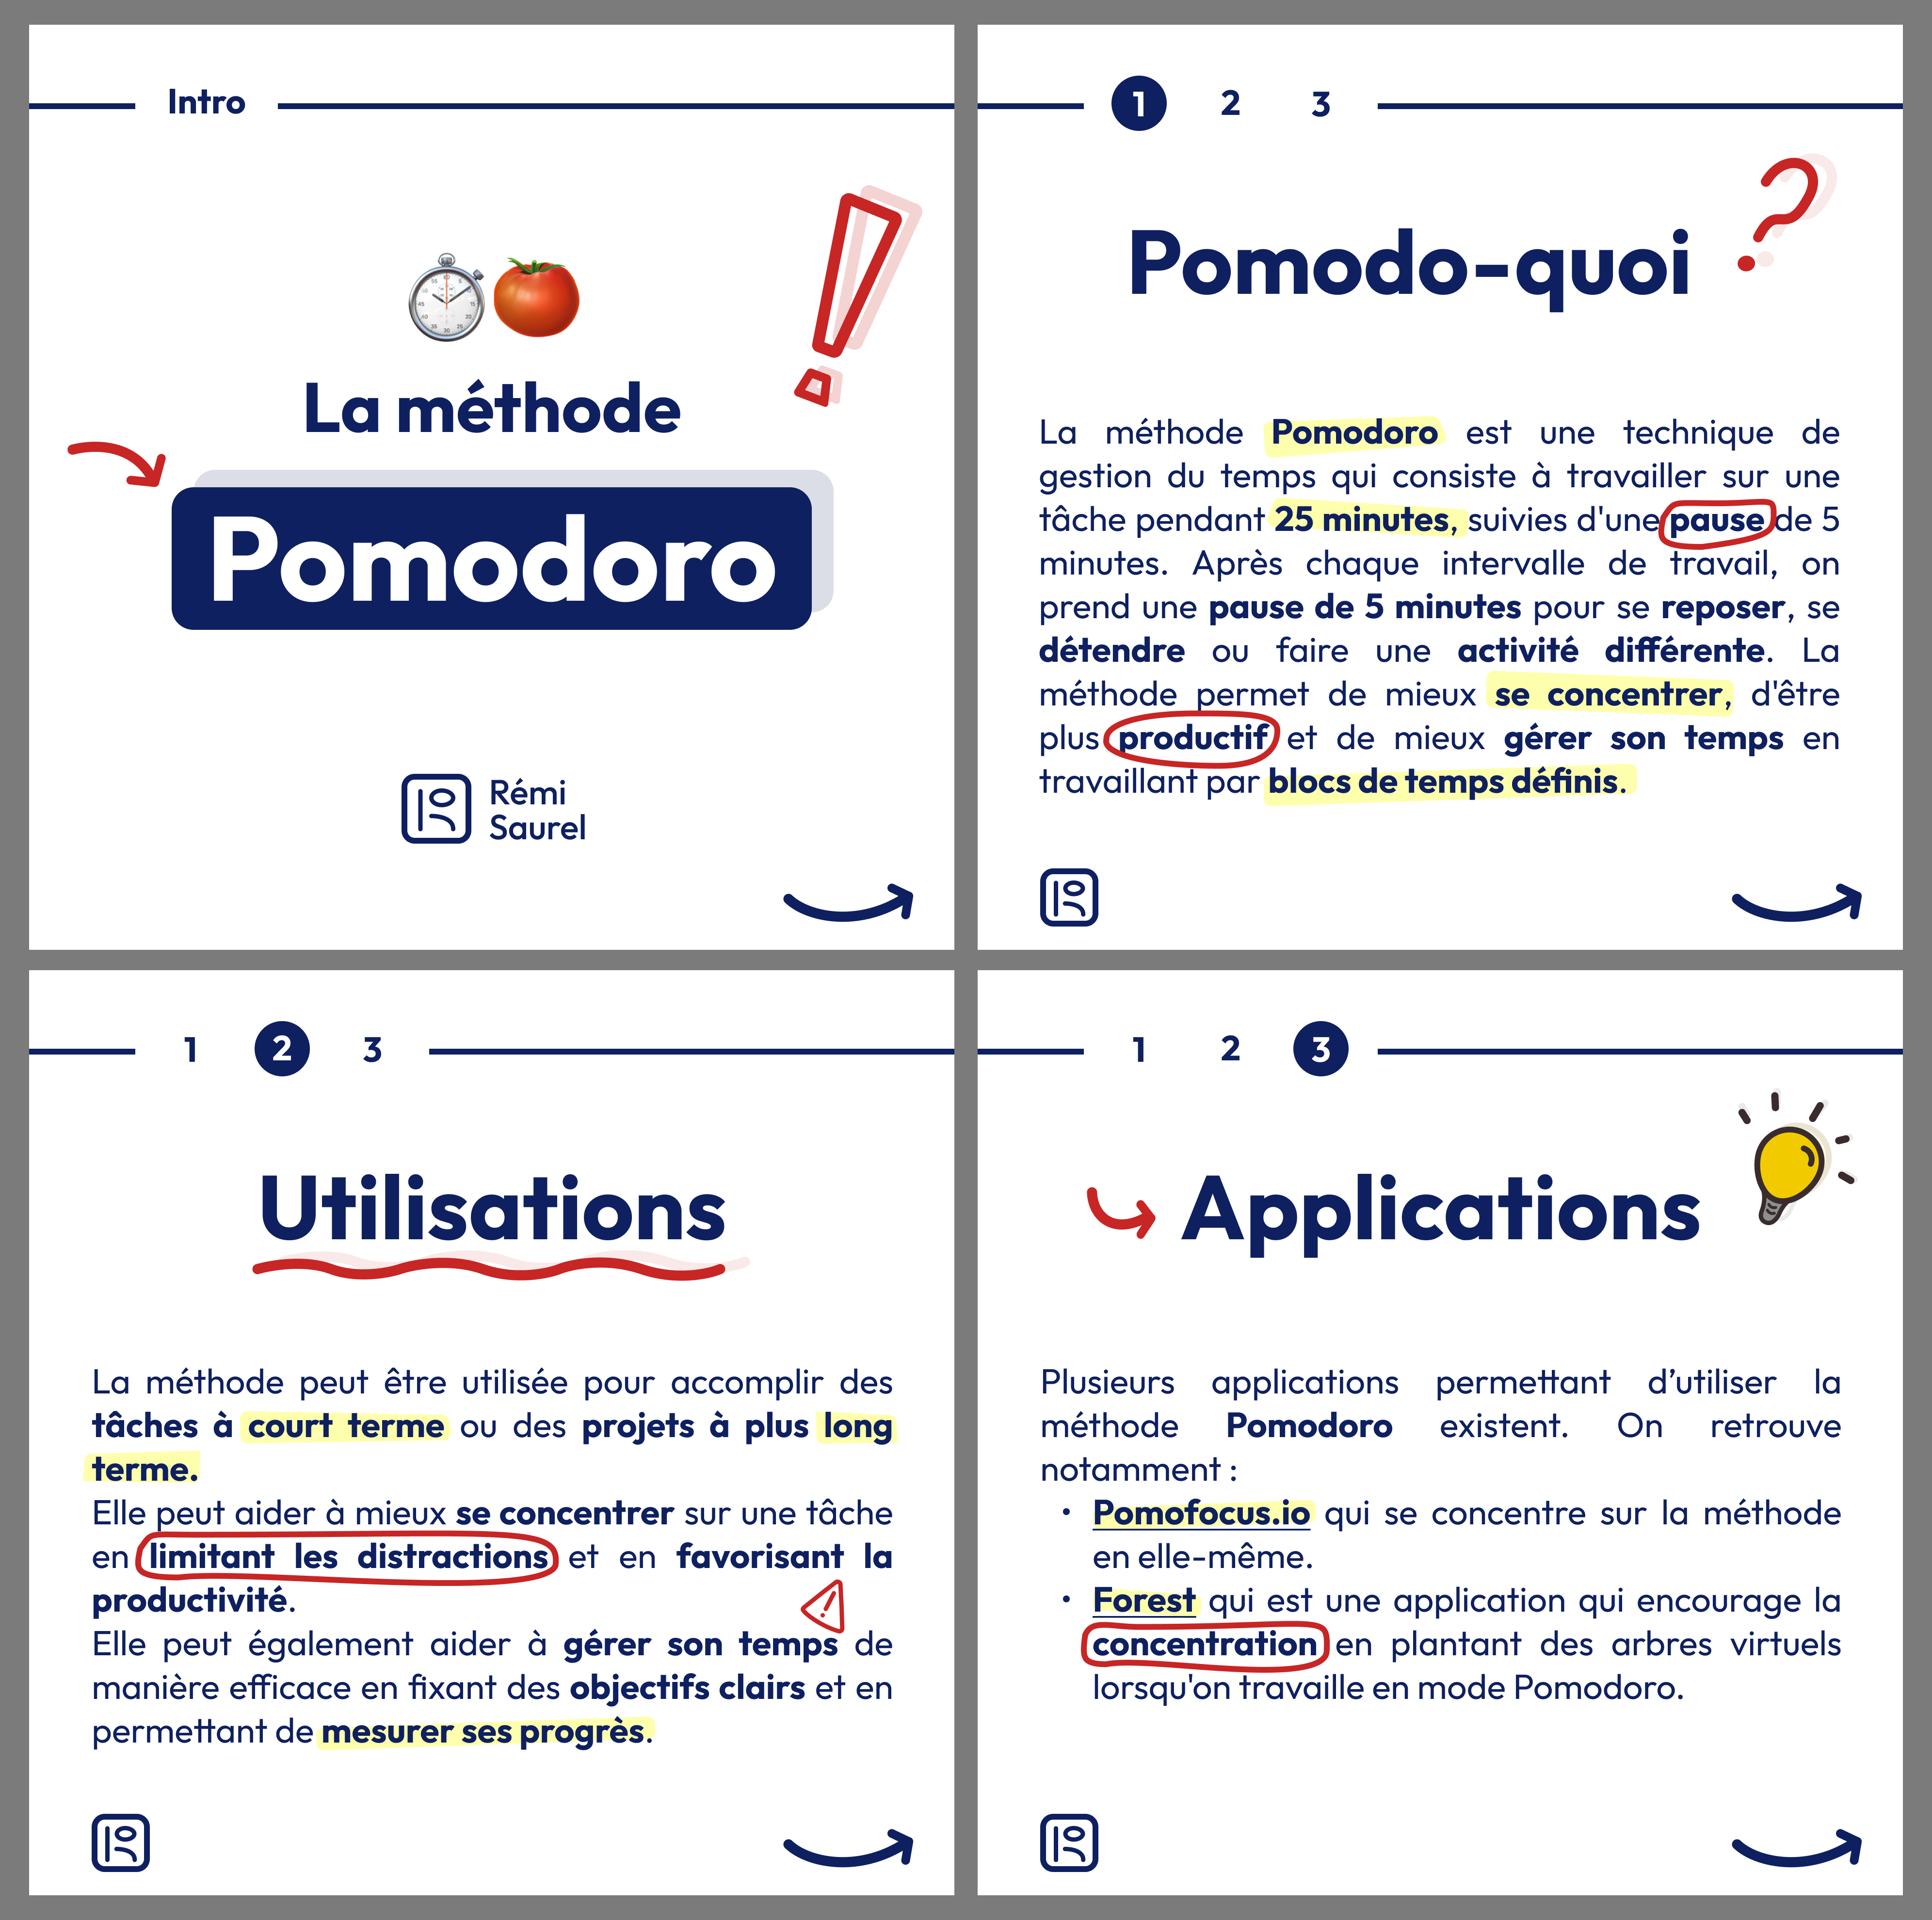 Intro
La méthode
Pomodoro
Rémi
Saurel
1 2 3
Pomodo-quoi
La méthode Pomodoro est une technique de
gestion du temps qui consiste à travailler sur une
tâche pendant 25 minutes, suivies d'une pause de 5
minutes. Après chaque intervalle de travail, on
prend une pause de 5 minutes pour se reposer, se
détendre ou faire une activité différente. La
méthode permet de mieux se concentrer, d'être
plus productif et de mieux gérer son temps en
travaillant par blocs de temps définis.
1 2 3
Utilisations
La méthode peut être utilisée pour accomplir des
tâches à court terme ou des projets à plus long
terme.
Elle peut aider à mieux se concentrer sur une tâche
en limitant les distractions et en favorisant la
productivité.
Elle peut également aider à gérer son temps de
manière efficace en fixant des objectifs clairs et en
permettant de mesurer ses progrès.
1 2 3
Applications
Plusieurs applications permettant d’utiliser la
méthode Pomodoro existent. On retrouve
notamment :
• Pomofocus.io qui se concentre sur la méthode
en elle-même.
• Forest qui est une application qui encourage la
concentration en plantant des arbres virtuels
lorsqu'on travaille en mode Pomodoro.